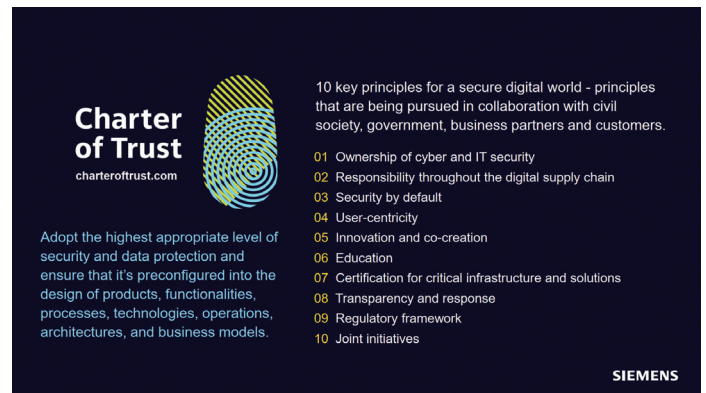 Charter
of Trust
charteroftrust.com
Adopt the highest appropriate level of
security and data protection and
ensure that it's preconfigured into the
design of products, functionalities,
processes, technologies, operations,
architectures, and business models.
10 key principles for a secure digital world - principles
that are being pursued in collaboration with civil
society, government, business partners and customers.
01 Ownership of cyber and IT security
02 Responsibility throughout the digital supply chain
03 Security by default
04 User-centricity
05 Innovation and co-creation
06 Education
07 Certification for critical infrastructure and solutions
08 Transparency and response
09 Regulatory framework
10 Joint initiatives
SIEMENS